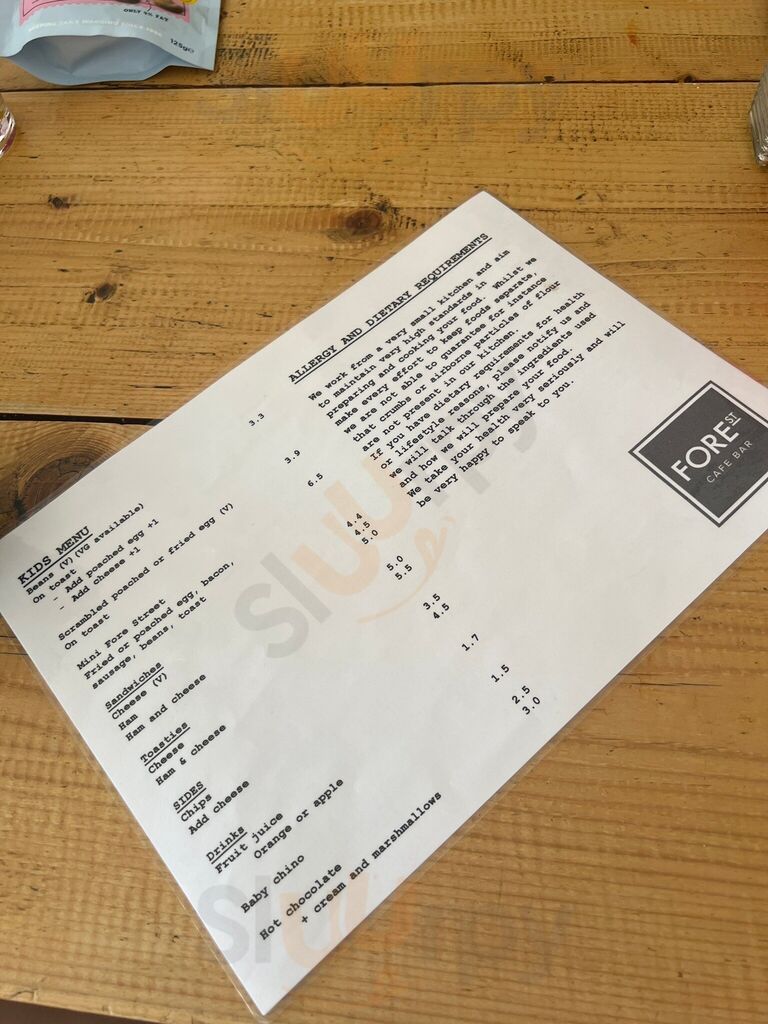 ONLY 4% FAT
125g℮
KIDS MENU
Beans (V) (VG available) 3.3
On toast
- Add poached egg +1
- Add cheese +1
Scrambled poached or fried egg (V) 3.9
On toast
Mini Fore Street 6.5
Fried or poached egg, bacon,
sausage, beans, toast
Sandwiches
Cheese (V) 4.4
Ham 4.5
Ham and cheese 5.0
Toasties
Cheese 5.0
Ham & cheese 5.5
SIDES
Chips 3.5
Add cheese 4.5
Drinks
Fruit juice 1.7
Orange or apple
Baby chino 1.5
Hot chocolate 2.5
+ cream and marshmallows 3.0
ALLERGY AND DIETARY REQUIREMENTS
We work from a very small kitchen and aim
to maintain very high standards in
preparing and cooking your food. Whilst we
make every effort to keep foods separate,
we are not able to guarantee for instance
that crumbs or airborne particles of flour
are not present in our kitchen.
If you have dietary requirements for health
or lifestyle reasons, please notify us and
we will talk through the ingredients used
and how we will prepare your food.
We take your health very seriously and will
be very happy to speak to you.
FORE ST
CAFE BAR
sluurpy
sluurpy